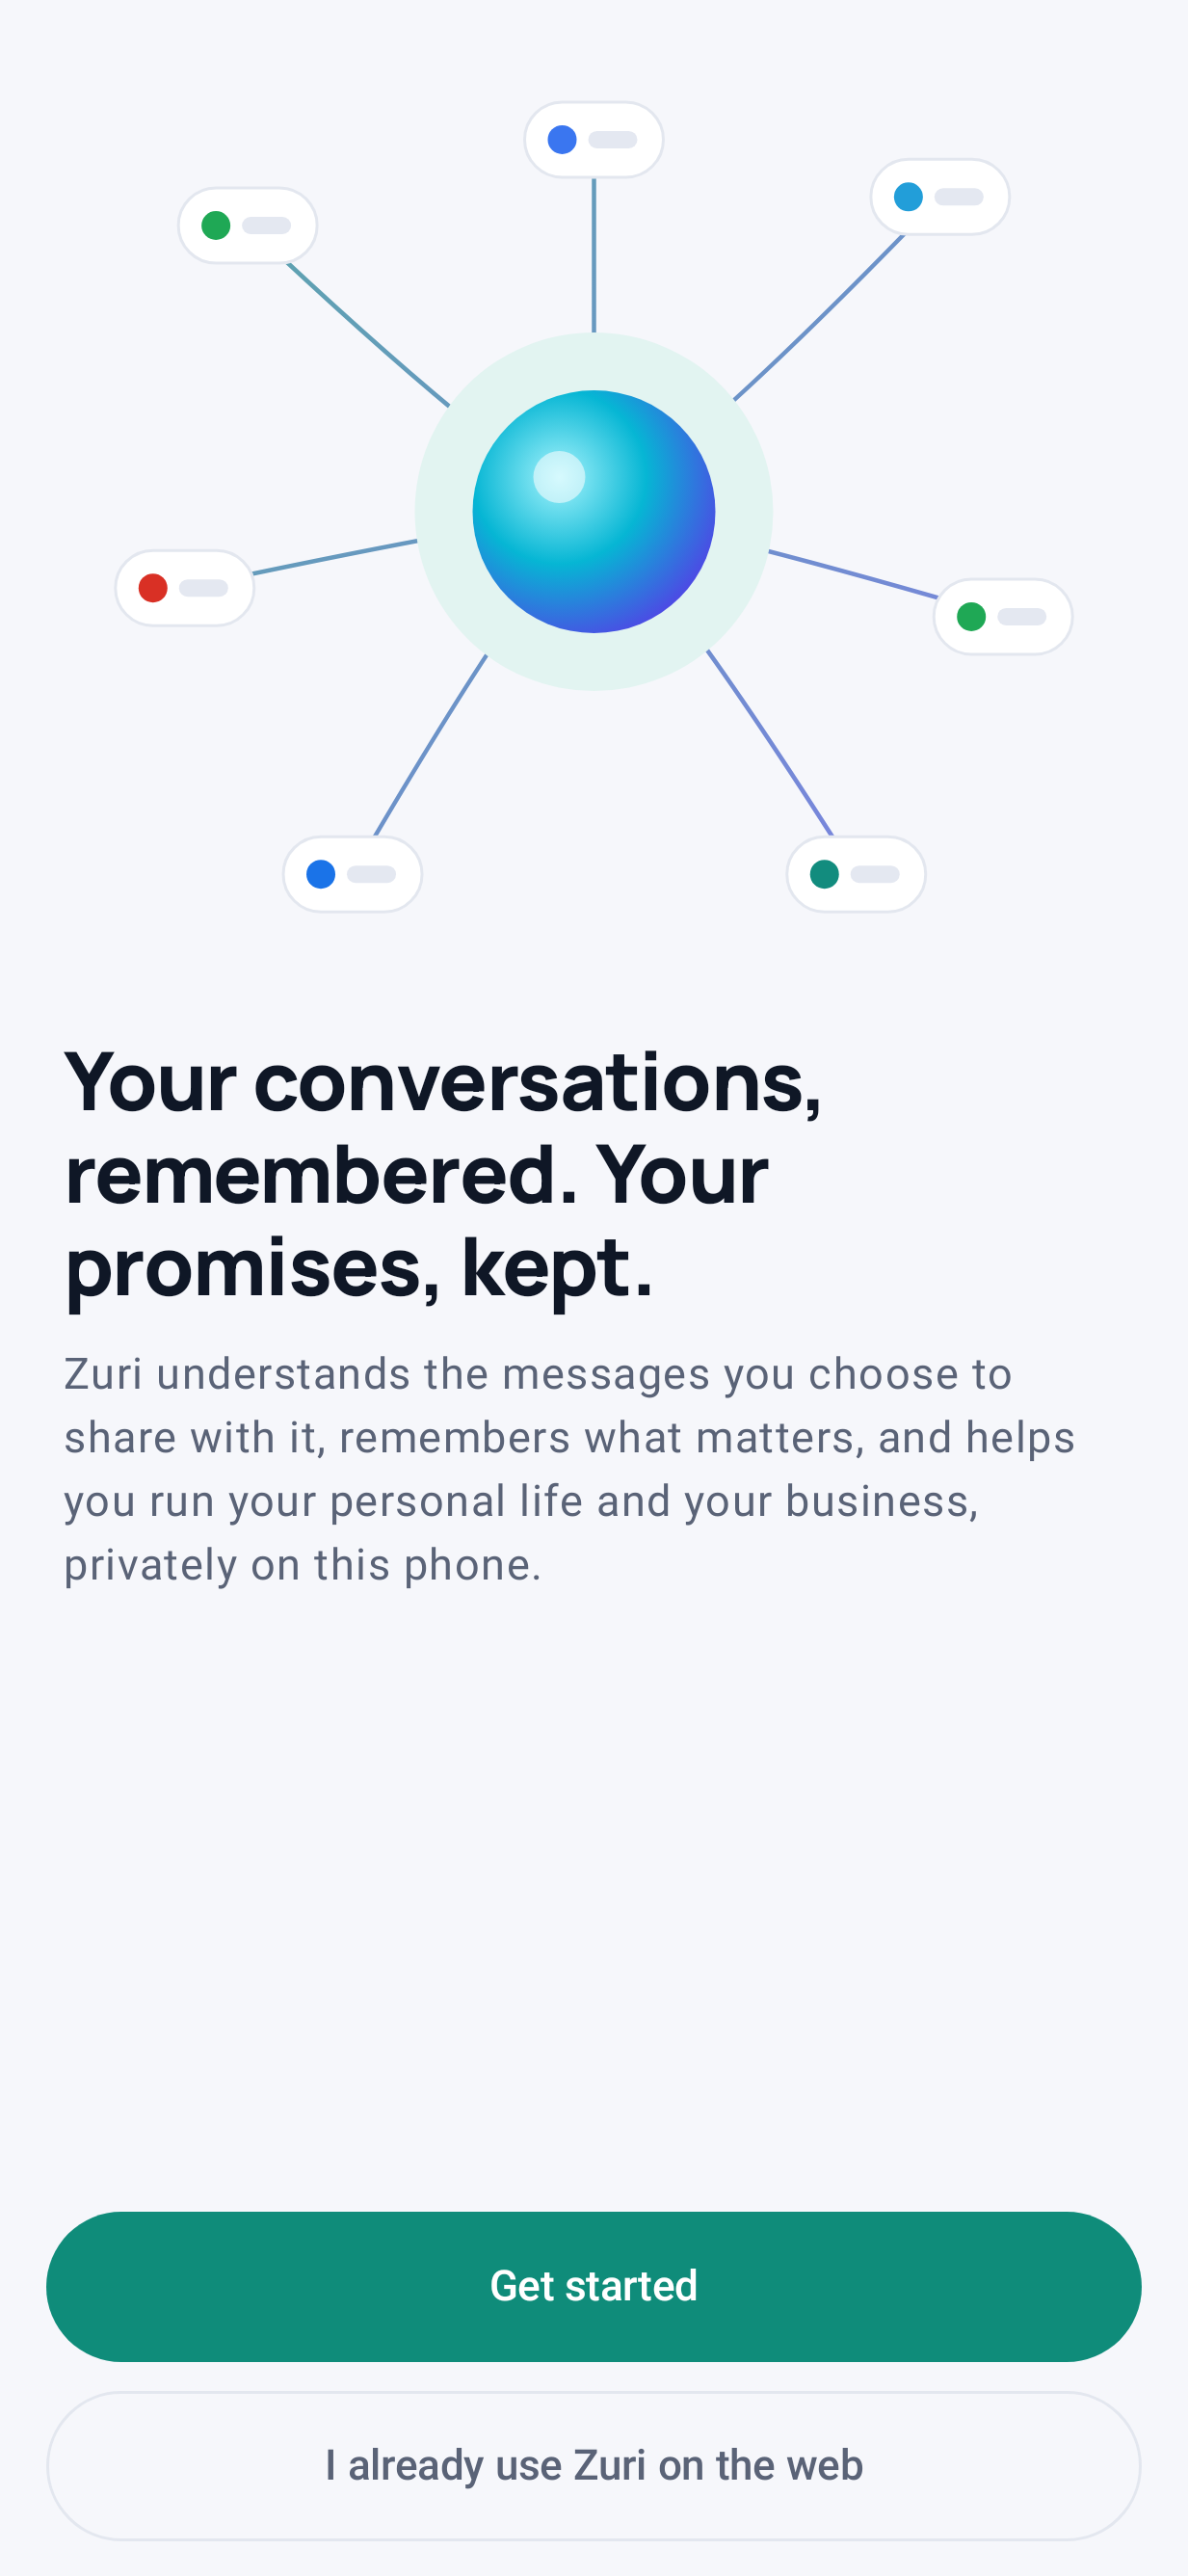 Your conversations,
remembered. Your
promises, kept.
Zuri understands the messages you choose to
share with it, remembers what matters, and helps
you run your personal life and your business,
privately on this phone.
Get started
I already use Zuri on the web